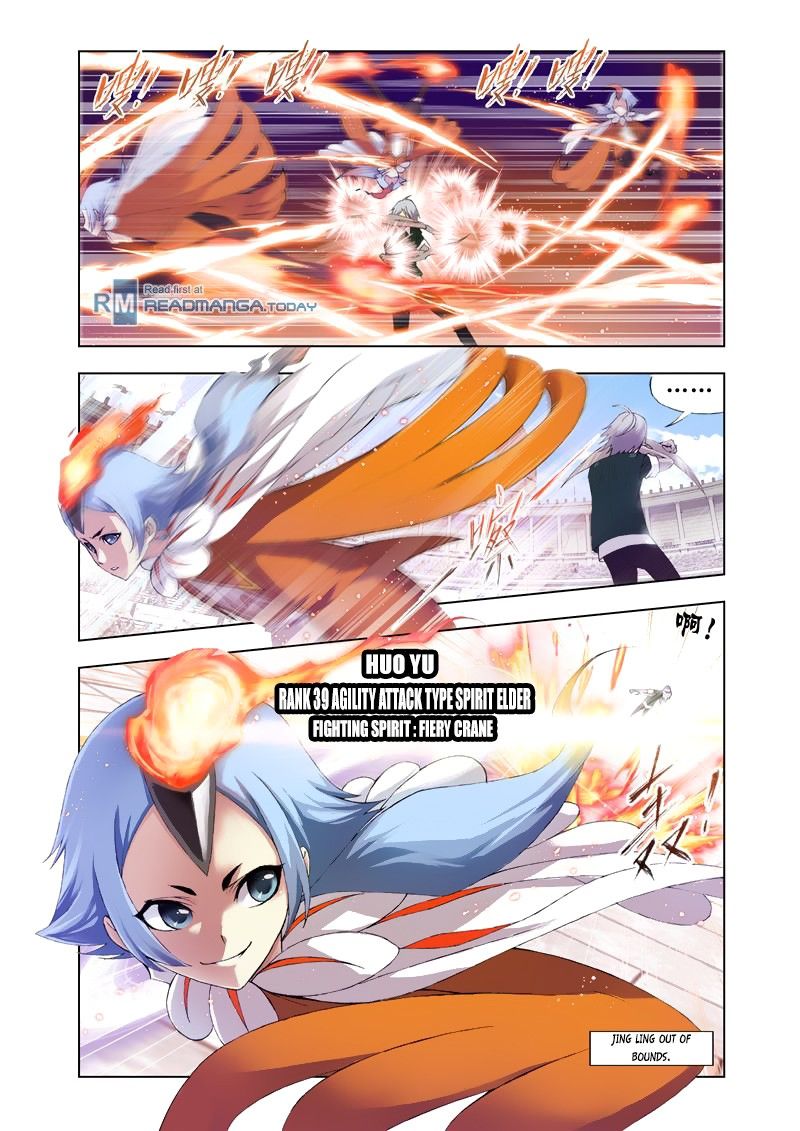 嗖! 嗖! 嗖! 嗖! 嗖!
Read first at
RM READMANGA.TODAY
……
啊!
HUO YU
RANK 39 AGILITY ATTACK TYPE SPIRIT ELDER
FIGHTING SPIRIT : FIERY CRANE
JING LING OUT OF
BOUNDS.